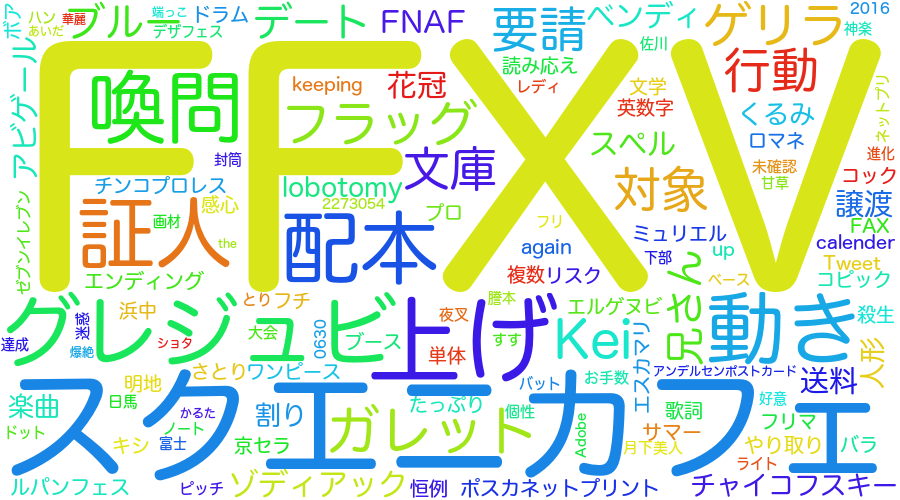 ボア
ハン
あいだ
華麗
ブルー
端っこ
デザフェス
ドラム
デート
FNAF
要請
ベンディ
佐川
ゲリラ
2016
神楽
アビゲール
FFXV
喚問
keeping
花冠
読み応え
レディ
文学
英数字
行動
くるみ
ロマネ
ネットプリ
フラッグ
スペル
封筒
チンコプロレス
lobotomy
文庫
対象
未確認
甘草
進化
コック
譲渡
ゼブンイレブン
証人
画材
感心
2273054
配本
プロ
フリ
the
again
ミュリエル
下部
up
FAX
calender
エンディング
複数
リスク
兄さん
ベース
Tweet
コピック
グレジュビ
浜中
とり
フチ
謄本
エルゲヌビ
動き
殺生
達成
迷惑
爆絶
ショタ
大会
0630
ブース
上げ
夜叉
単体
すす
Kei
エスカマリ
人形
さとり
ワンピース
アンデルセンポストカード
送料
スクエニカフェ
明地
日馬
かるた
バット
お手数
好意
楽曲
割り
たっぷり
個性
歌詞
フリマ
ドット
キシ
ノート
富士
京セラ
ガレット
Adobe
サマー
月下美人
やり取り
バラ
ライト
ルパンフェス
ピッチ
ゾディアック
恒例
ポスカネットプリント
チャイコフスキー